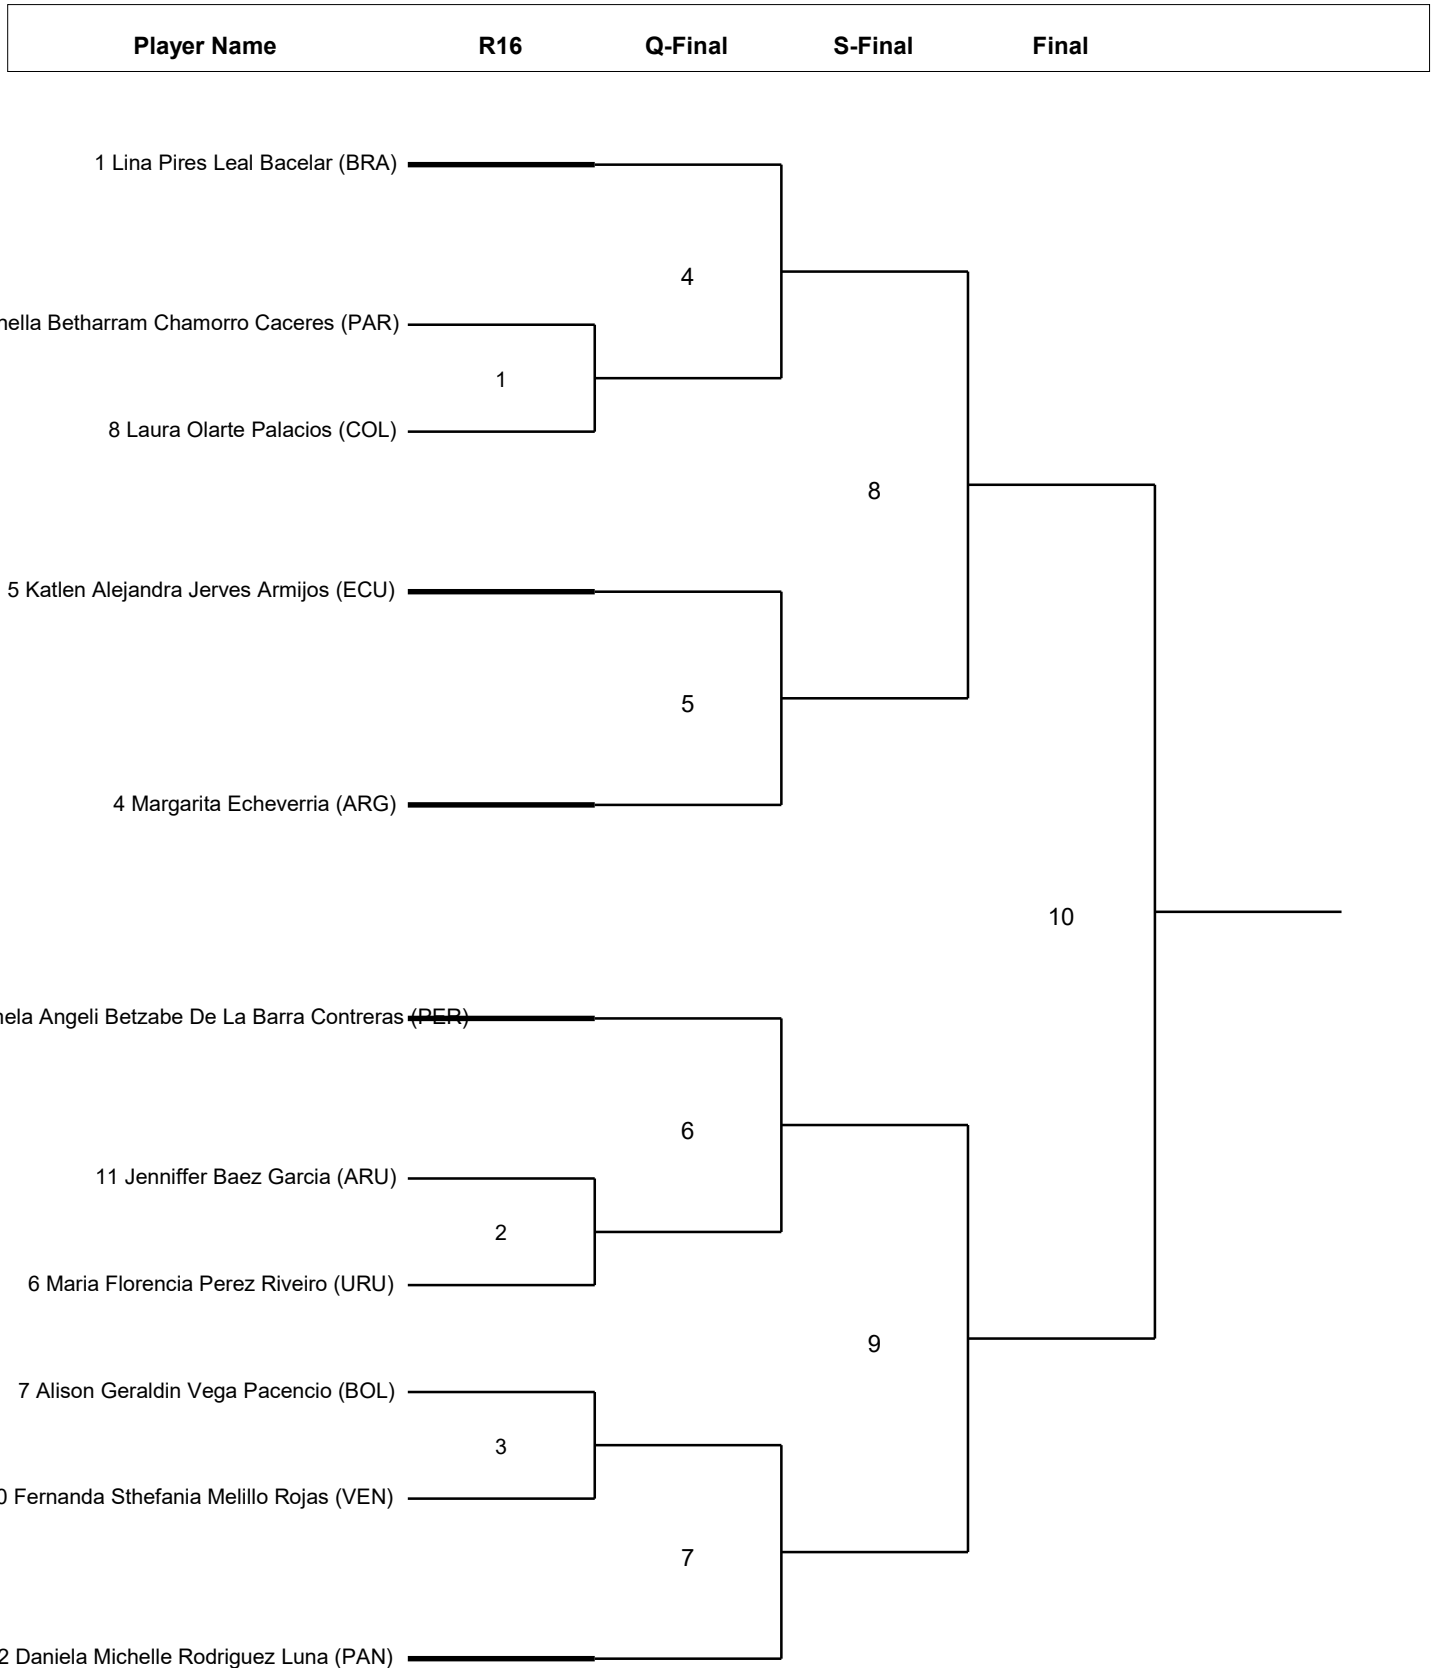 Player Name R16 Q-Final S-Final Final
1 Lina Pires Leal Bacelar (BRA)
4
Betharram Chamorro Caceres (PAR)
1
8 Laura Olarte Palacios (COL)
8
5 Katlen Alejandra Jerves Armijos (ECU)
5
4 Margarita Echeverria (ARG)
10
Angeli Betzabe De La Barra Contreras (PER)
6
11 Jenniffer Baez Garcia (ARU)
2
6 Maria Florencia Perez Riveiro (URU)
9
7 Alison Geraldin Vega Pacencio (BOL)
3
0 Fernanda Sthefania Melillo Rojas (VEN)
7
2 Daniela Michelle Rodriguez Luna (PAN)